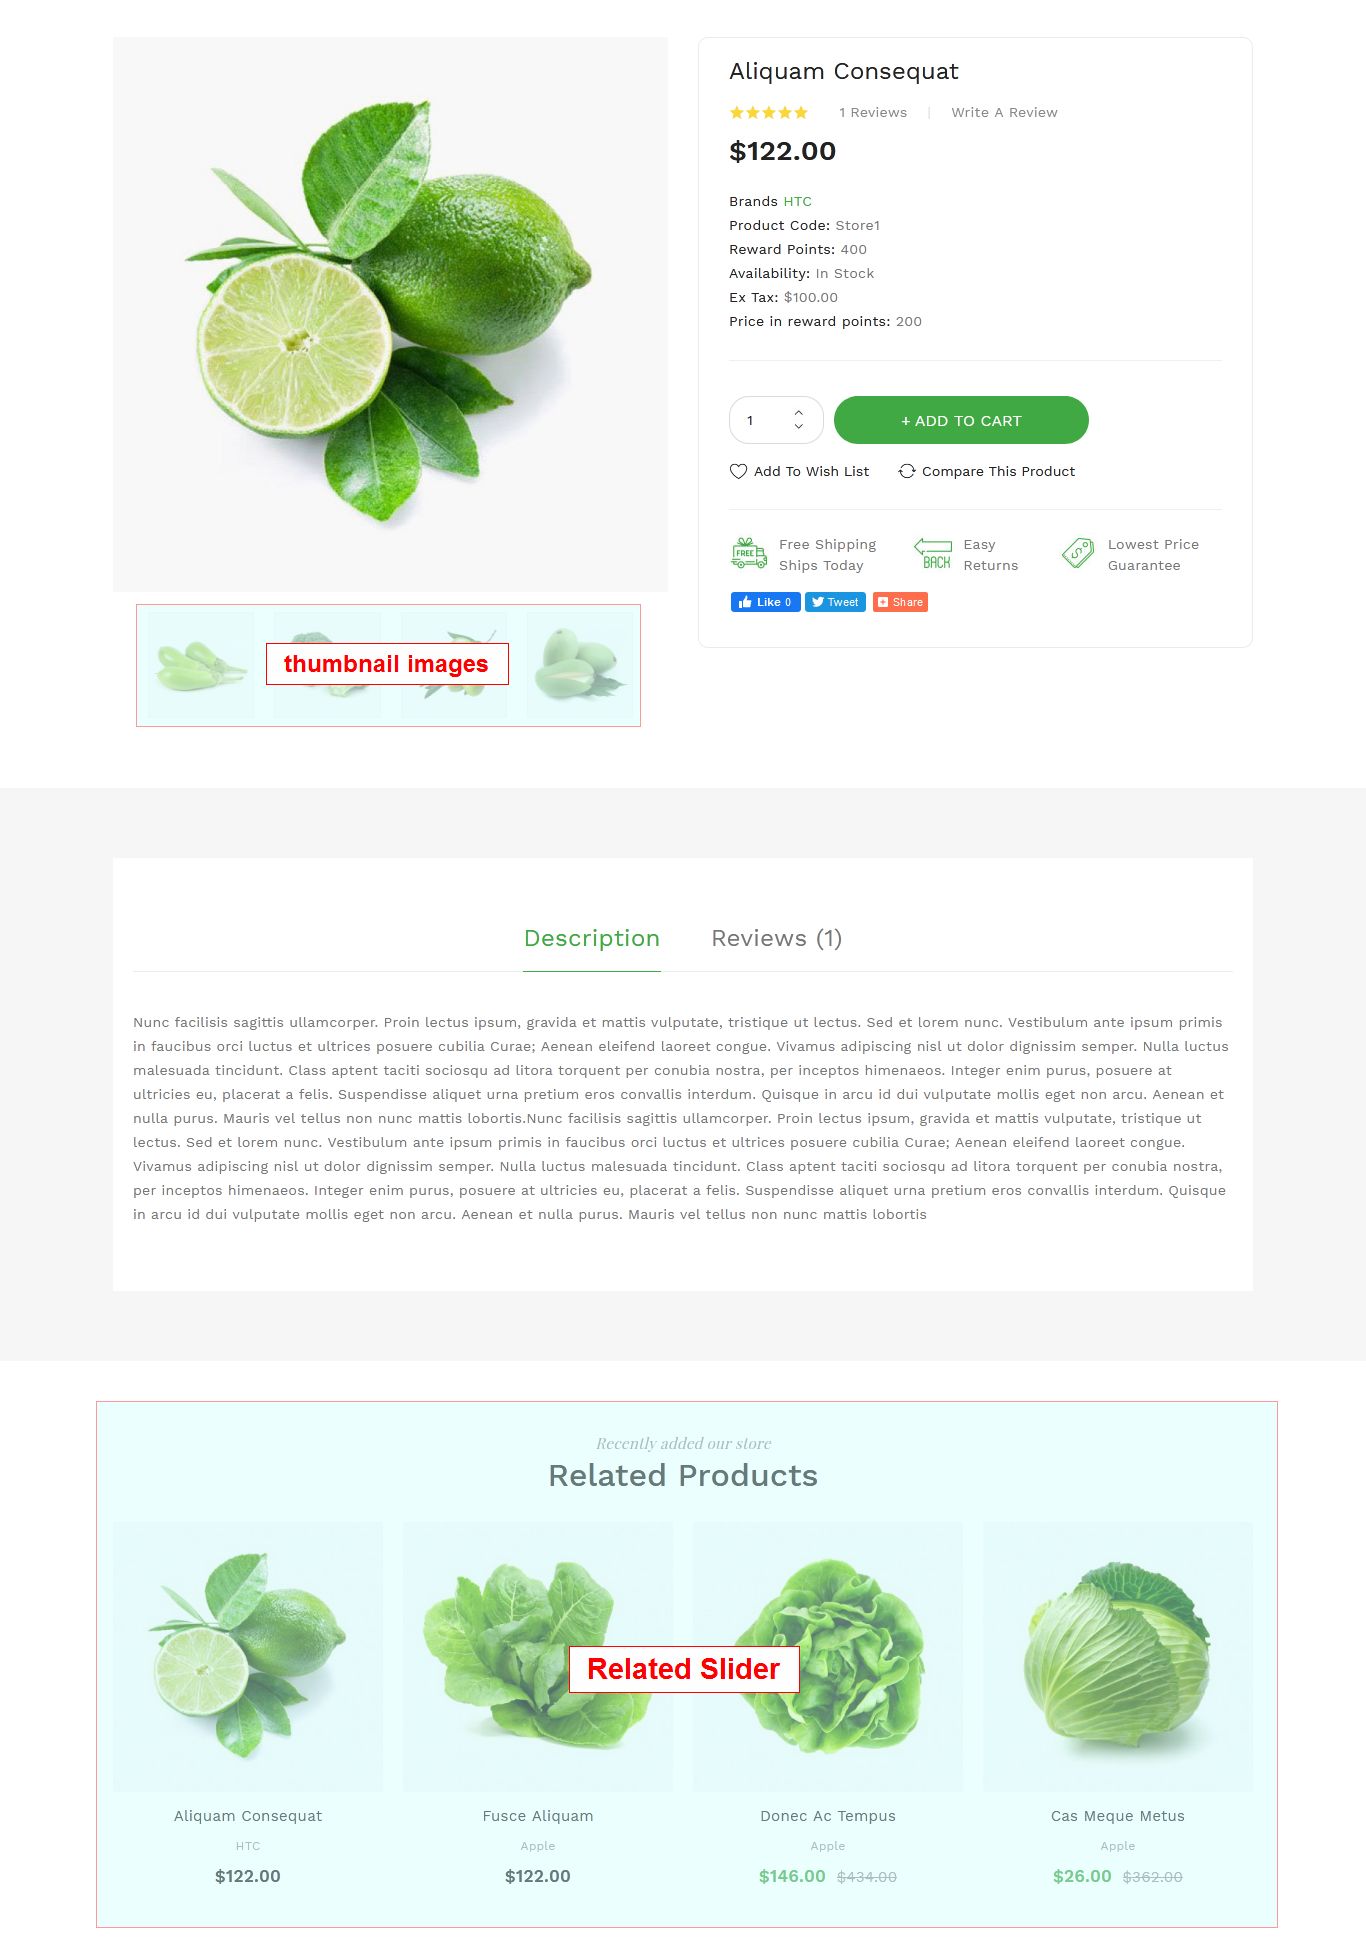 Aliquam Consequat
1 Reviews | Write A Review
$122.00
Brands HTC
Product Code: Store1
Reward Points: 400
Availability: In Stock
Ex Tax: $100.00
Price in reward points: 200
1
+ ADD TO CART
Add To Wish List
Compare This Product
FREE
Free Shipping
Ships Today
BACK
Easy
Returns
Lowest Price
Guarantee
Like 0
Tweet
Share
thumbnail images
Description
Reviews (1)
Nunc facilisis sagittis ullamcorper. Proin lectus ipsum, gravida et mattis vulputate, tristique ut lectus. Sed et lorem nunc. Vestibulum ante ipsum primis
in faucibus orci luctus et ultrices posuere cubilia Curae; Aenean eleifend laoreet congue. Vivamus adipiscing nisl ut dolor dignissim semper. Nulla luctus
malesuada tincidunt. Class aptent taciti sociosqu ad litora torquent per conubia nostra, per inceptos himenaeos. Integer enim purus, posuere at
ultricies eu, placerat a felis. Suspendisse aliquet urna pretium eros convallis interdum. Quisque in arcu id dui vulputate mollis eget non arcu. Aenean et
nulla purus. Mauris vel tellus non nunc mattis lobortis.Nunc facilisis sagittis ullamcorper. Proin lectus ipsum, gravida et mattis vulputate, tristique ut
lectus. Sed et lorem nunc. Vestibulum ante ipsum primis in faucibus orci luctus et ultrices posuere cubilia Curae; Aenean eleifend laoreet congue.
Vivamus adipiscing nisl ut dolor dignissim semper. Nulla luctus malesuada tincidunt. Class aptent taciti sociosqu ad litora torquent per conubia nostra,
per inceptos himenaeos. Integer enim purus, posuere at ultricies eu, placerat a felis. Suspendisse aliquet urna pretium eros convallis interdum. Quisque
in arcu id dui vulputate mollis eget non arcu. Aenean et nulla purus. Mauris vel tellus non nunc mattis lobortis
Recently added our store
Related Products
Related Slider
Aliquam Consequat
HTC
$122.00
Fusce Aliquam
Apple
$122.00
Donec Ac Tempus
Apple
$146.00 $434.00
Cas Meque Metus
Apple
$26.00 $362.00